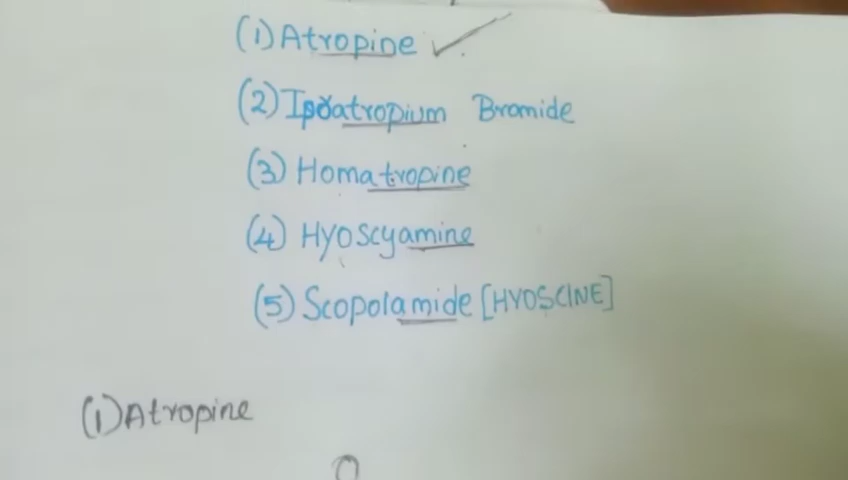 (1) Atropine
(2) Ipratropium Bromide
(3) Homatropine
(4) Hyoscyamine
(5) Scopolamide [HYOSCINE]
(1) Atropine